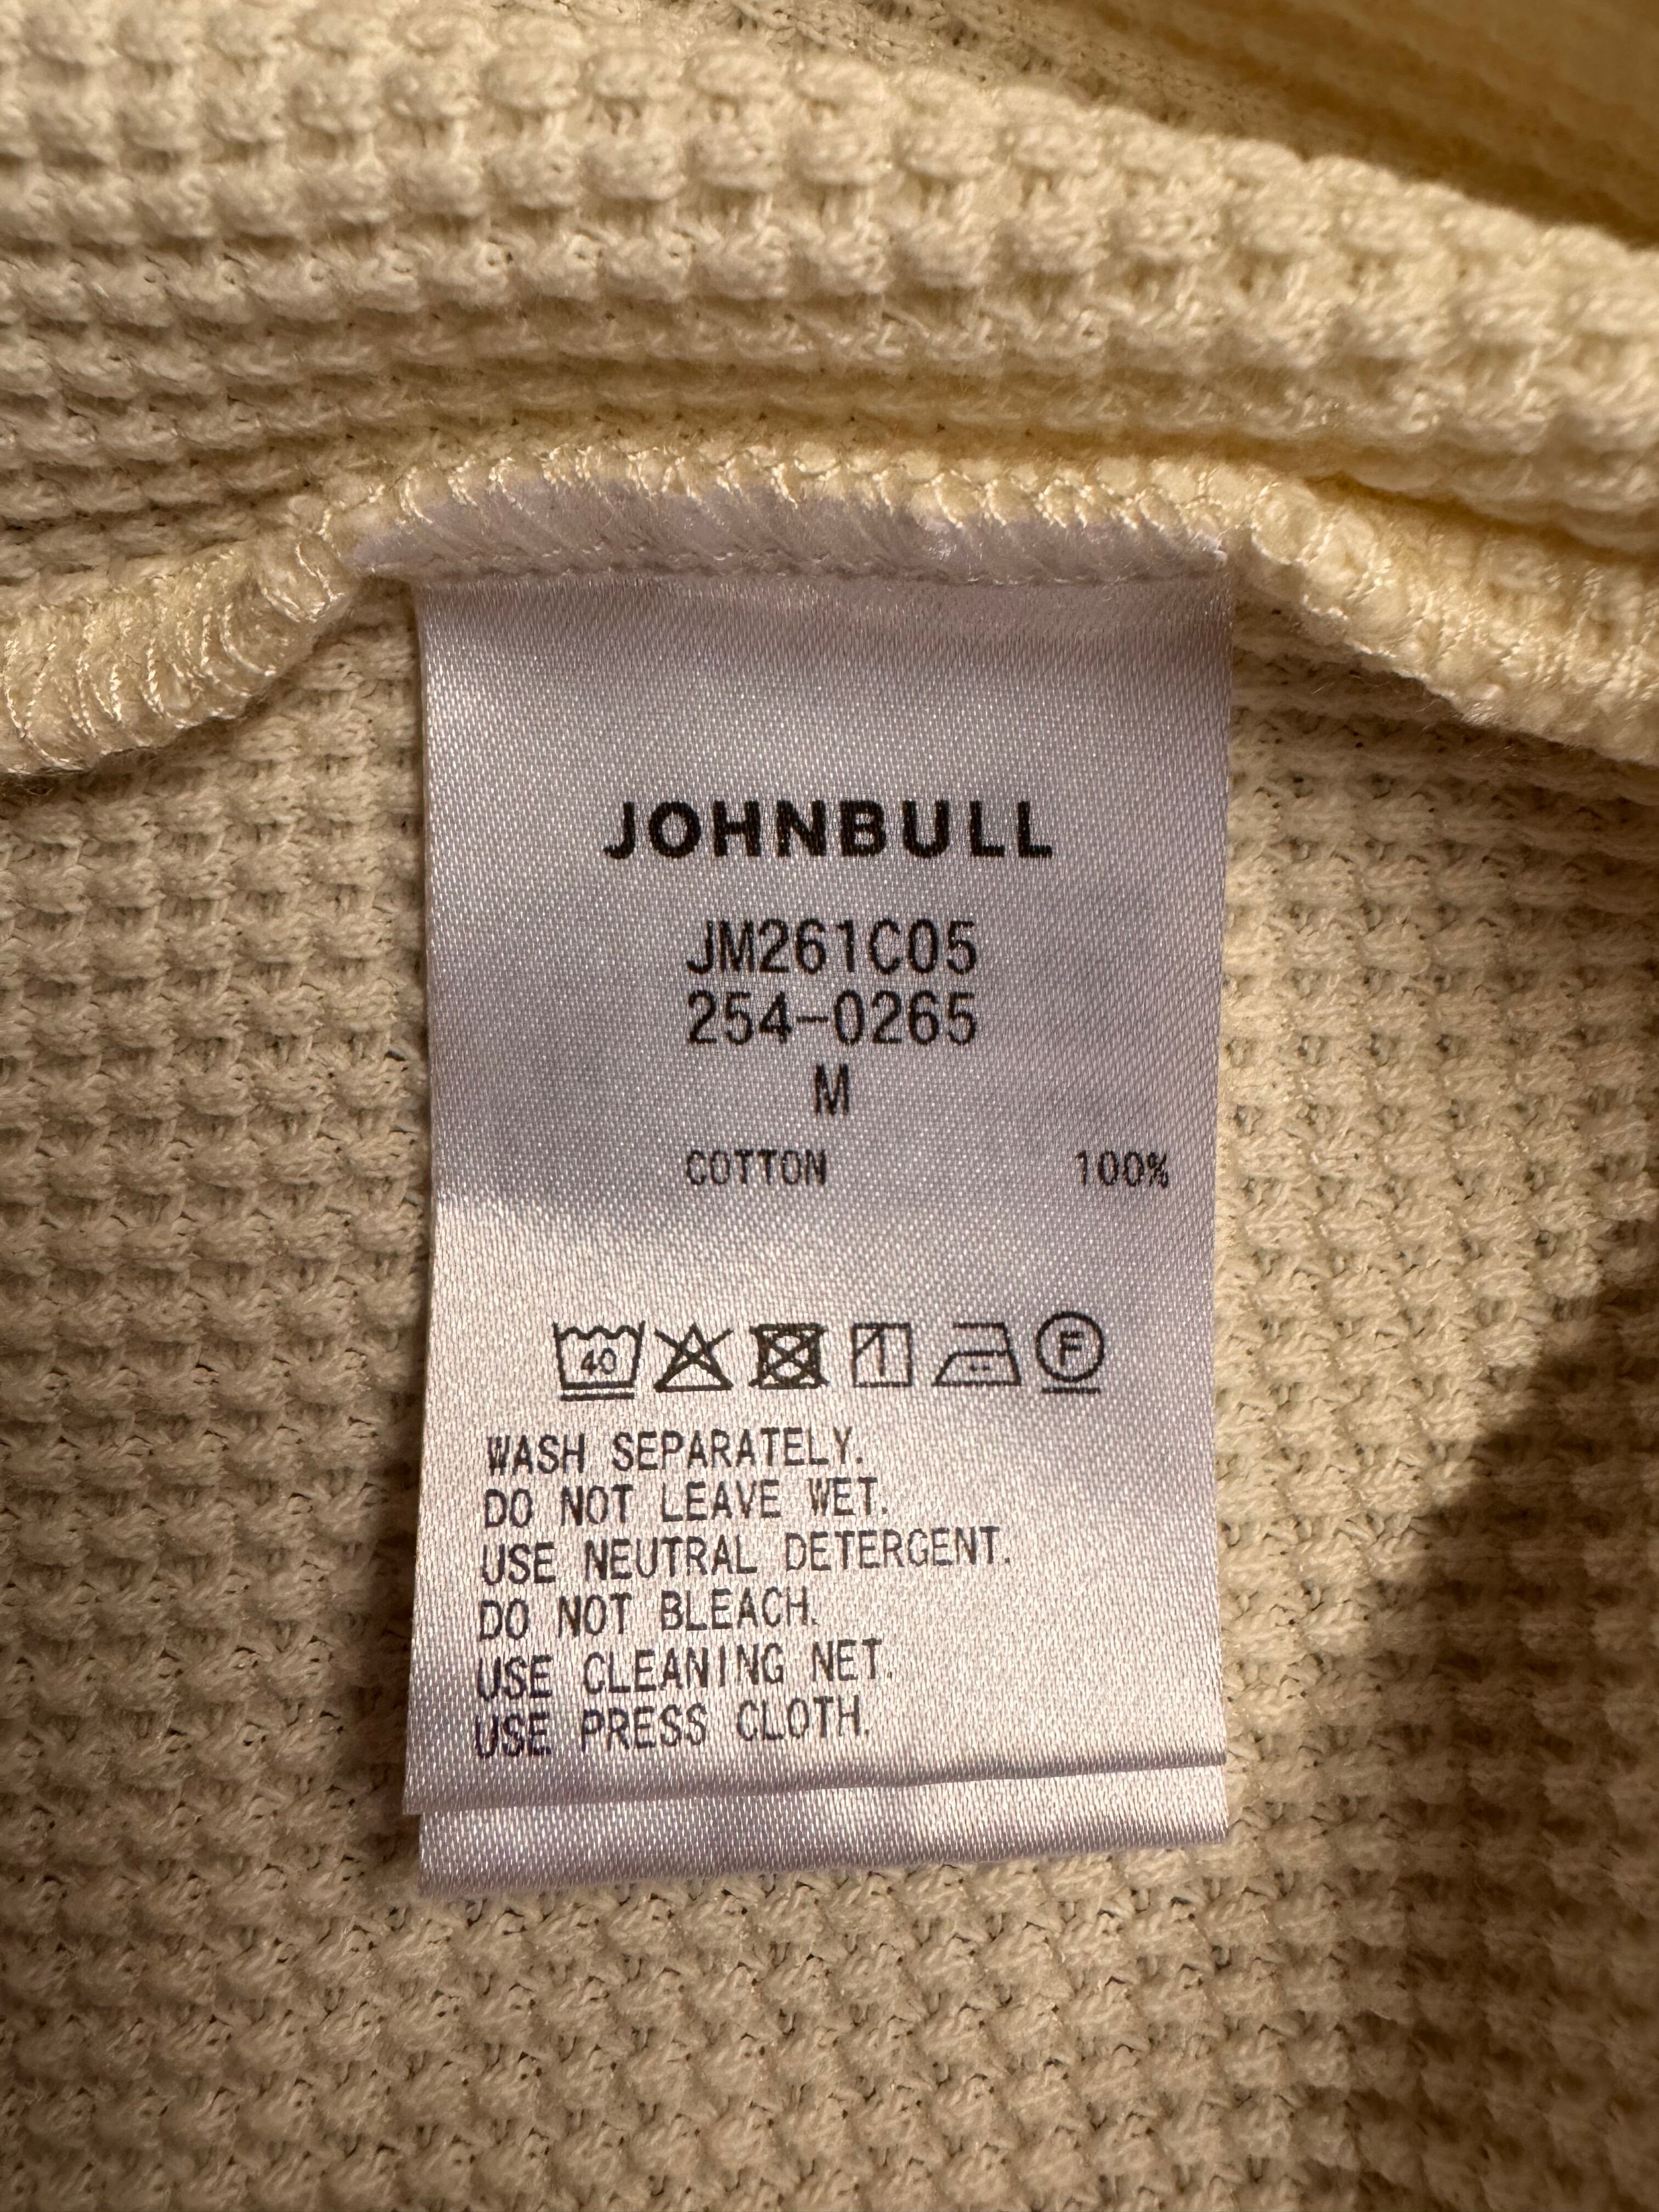 JOHNBULL
JM261C05
254-0265
M
COTTON 100%
40 F
WASH SEPARATELY.
DO NOT LEAVE WET.
USE NEUTRAL DETERGENT.
DO NOT BLEACH.
USE CLEANING NET.
USE PRESS CLOTH.